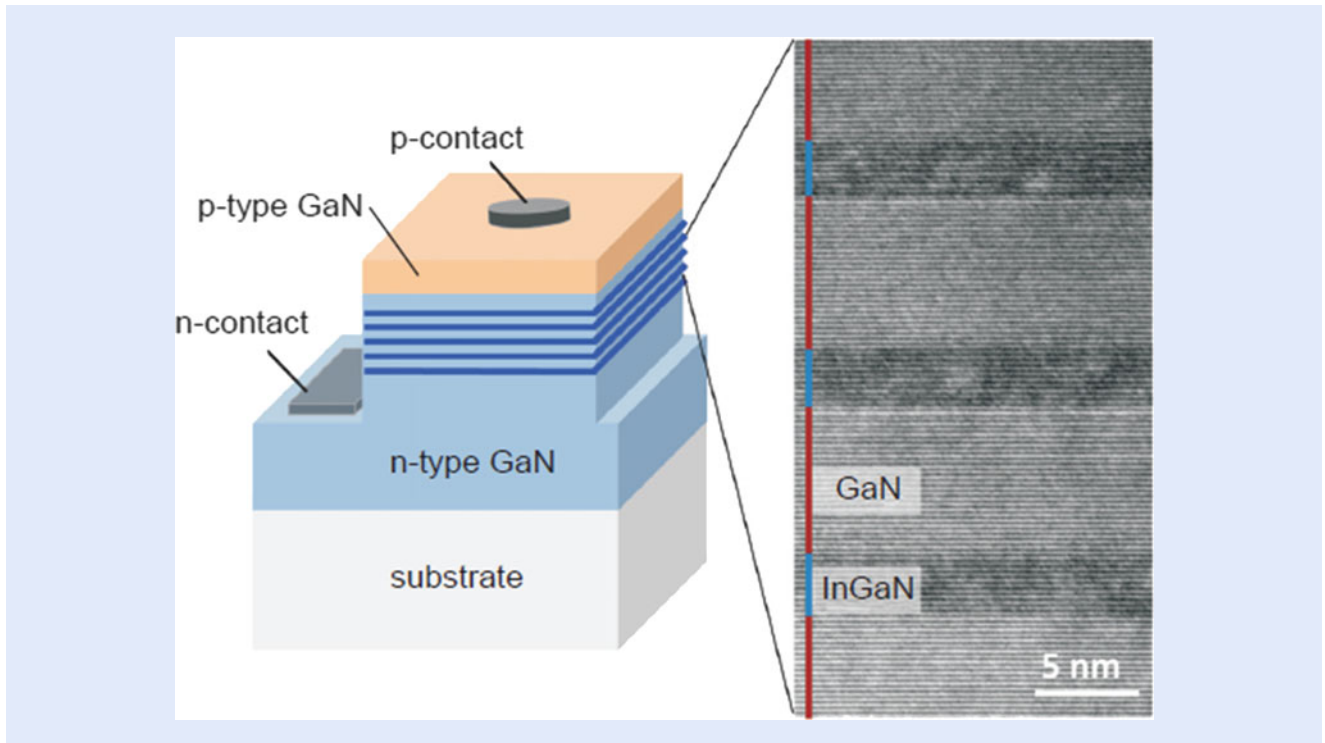 p-contact
p-type GaN
n-contact
n-type GaN
substrate
GaN
InGaN
5 nm